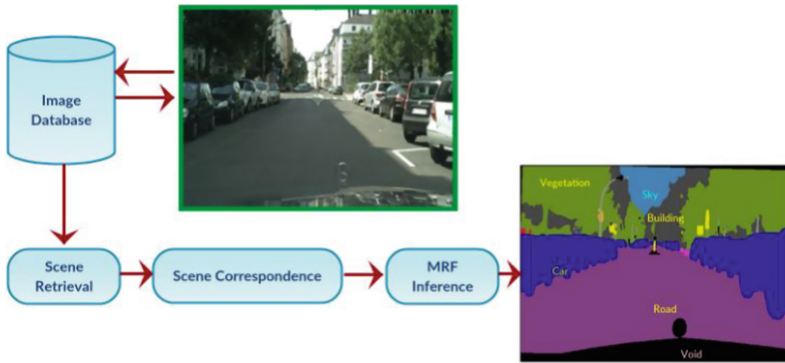 Image
Database
Scene
Retrieval
Scene Correspondence
MRF
Inference
Vegetation
Sky
Building
Car
Road
Void